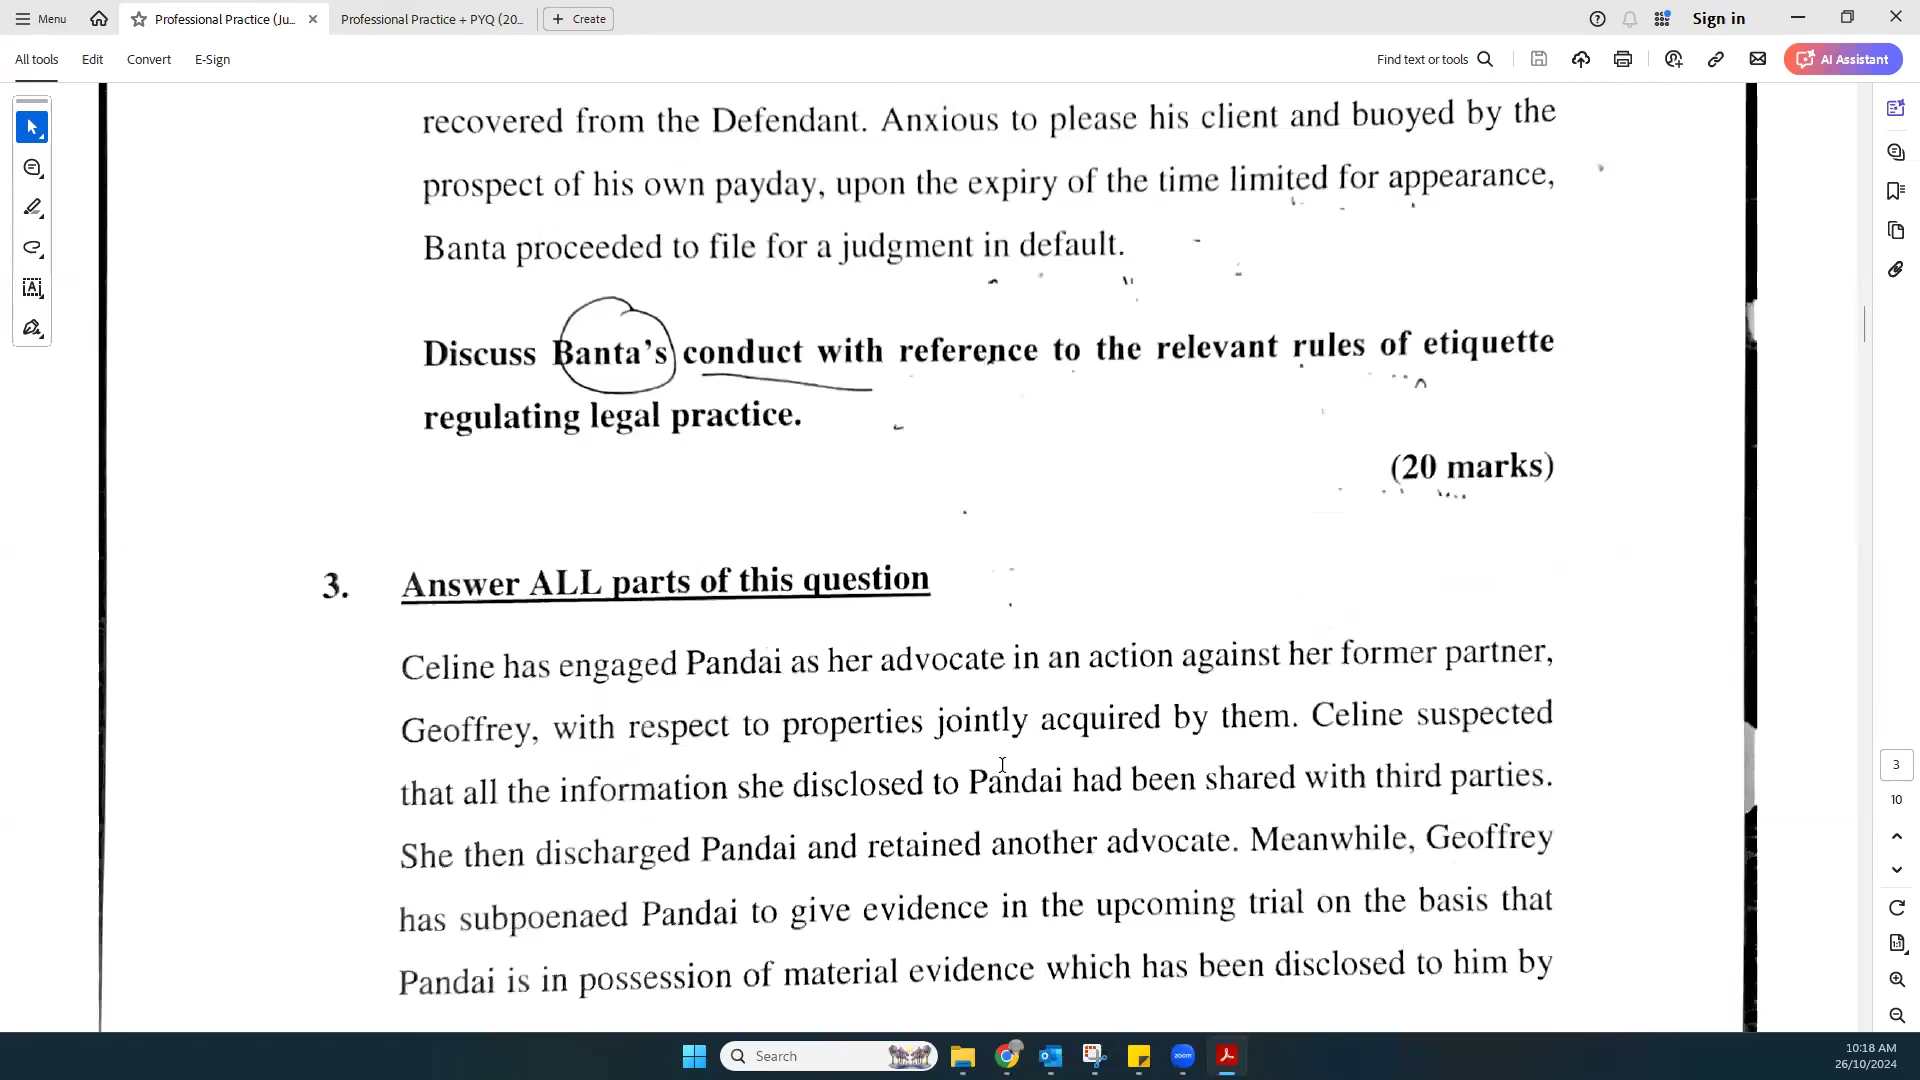 Menu
Professional Practice (Ju...
Professional Practice + PYQ (20...
Create
Sign in
All tools
Edit
Convert
E-Sign
Find text or tools
AI Assistant
recovered from the Defendant. Anxious to please his client and buoyed by the
prospect of his own payday, upon the expiry of the time limited for appearance,
Banta proceeded to file for a judgment in default.
Discuss Banta's conduct with reference to the relevant rules of etiquette
regulating legal practice.
(20 marks)
3. Answer ALL parts of this question
Celine has engaged Pandai as her advocate in an action against her former partner,
Geoffrey, with respect to properties jointly acquired by them. Celine suspected
that all the information she disclosed to Pandai had been shared with third parties.
She then discharged Pandai and retained another advocate. Meanwhile, Geoffrey
has subpoenaed Pandai to give evidence in the upcoming trial on the basis that
Pandai is in possession of material evidence which has been disclosed to him by
3
10
Search
zoom
10:18 AM
26/10/2024